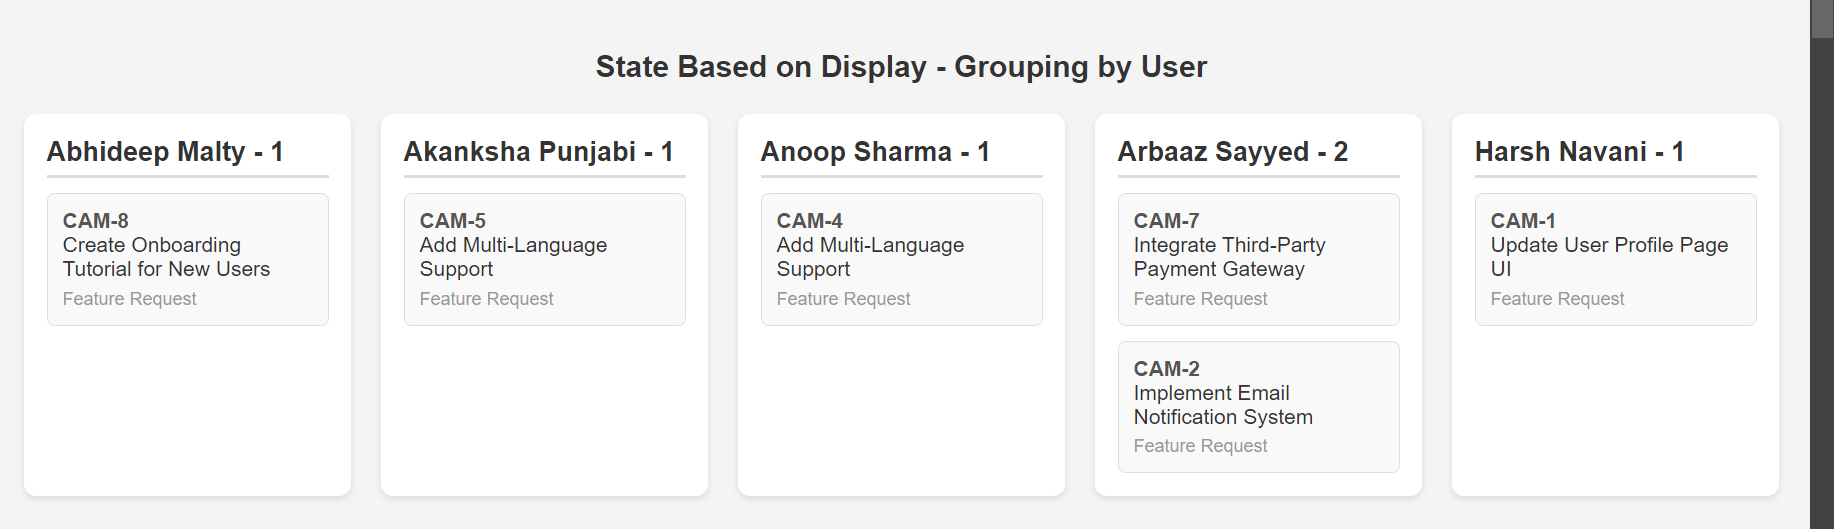 State Based on Display - Grouping by User
Abhideep Malty - 1
CAM-8
Create Onboarding
Tutorial for New Users
Feature Request
Akanksha Punjabi - 1
CAM-5
Add Multi-Language
Support
Feature Request
Anoop Sharma - 1
CAM-4
Add Multi-Language
Support
Feature Request
Arbaaz Sayyed - 2
CAM-7
Integrate Third-Party
Payment Gateway
Feature Request
CAM-2
Implement Email
Notification System
Feature Request
Harsh Navani - 1
CAM-1
Update User Profile Page
UI
Feature Request